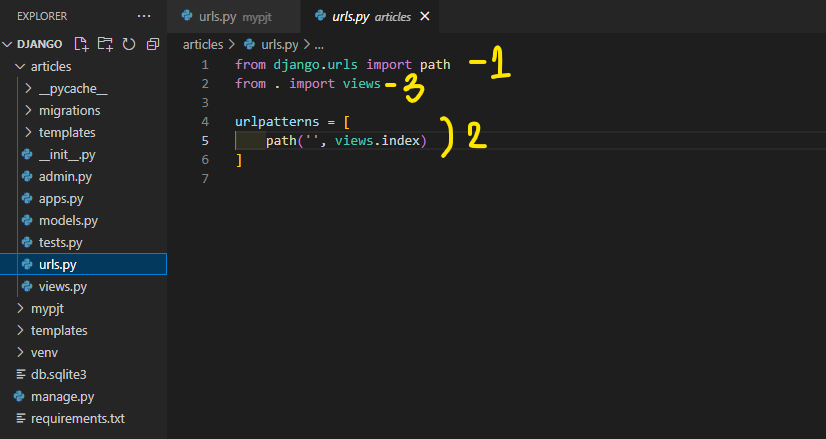 EXPLORER ...
urls.py mypjt
urls.py articles
DJANGO
articles > urls.py > ...
articles
__pycache__
migrations
templates
__init__.py
admin.py
apps.py
models.py
tests.py
urls.py
views.py
mypjt
templates
venv
db.sqlite3
manage.py
requirements.txt
1 from django.urls import path -1
2 from . import views -3
3
4 urlpatterns = [
5 path('', views.index) ) 2
6 ]
7